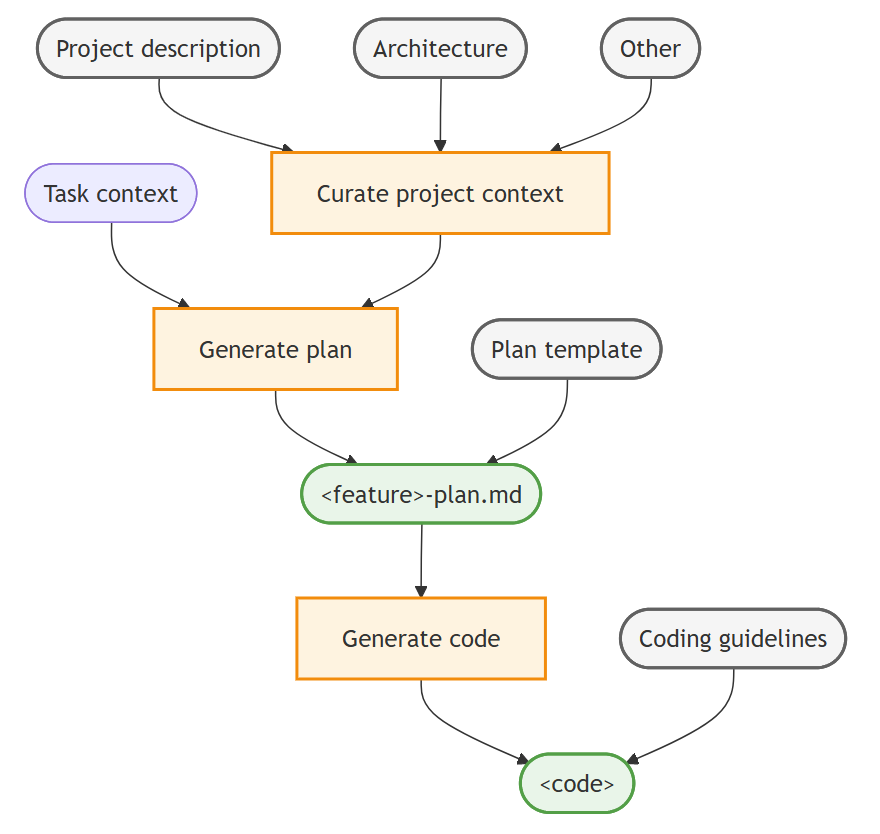 Project description
Architecture
Other
Task context
Curate project context
Generate plan
Plan template
<feature>-plan.md
Generate code
Coding guidelines
<code>